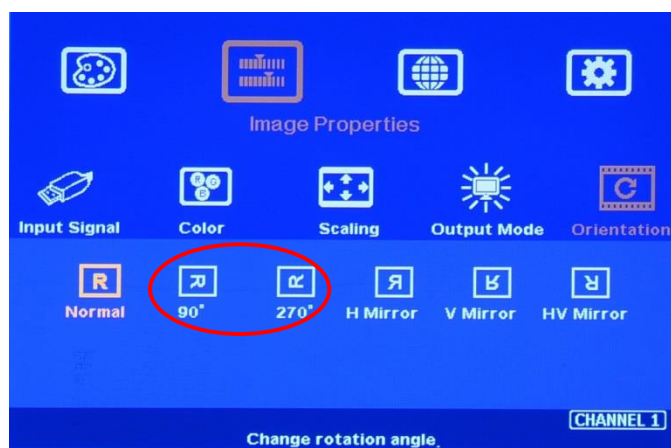 Image Properties
Input Signal Color Scaling Output Mode Orientation
R R R R R R
Normal 90° 270° H Mirror V Mirror HV Mirror
CHANNEL 1
Change rotation angle.